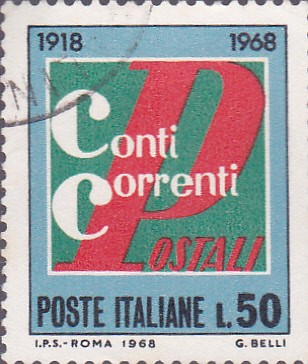 1918 1968
Conti
Correnti
POSTALI
POSTE ITALIANE L.50
I.P.S.-ROMA 1968 G. BELLI